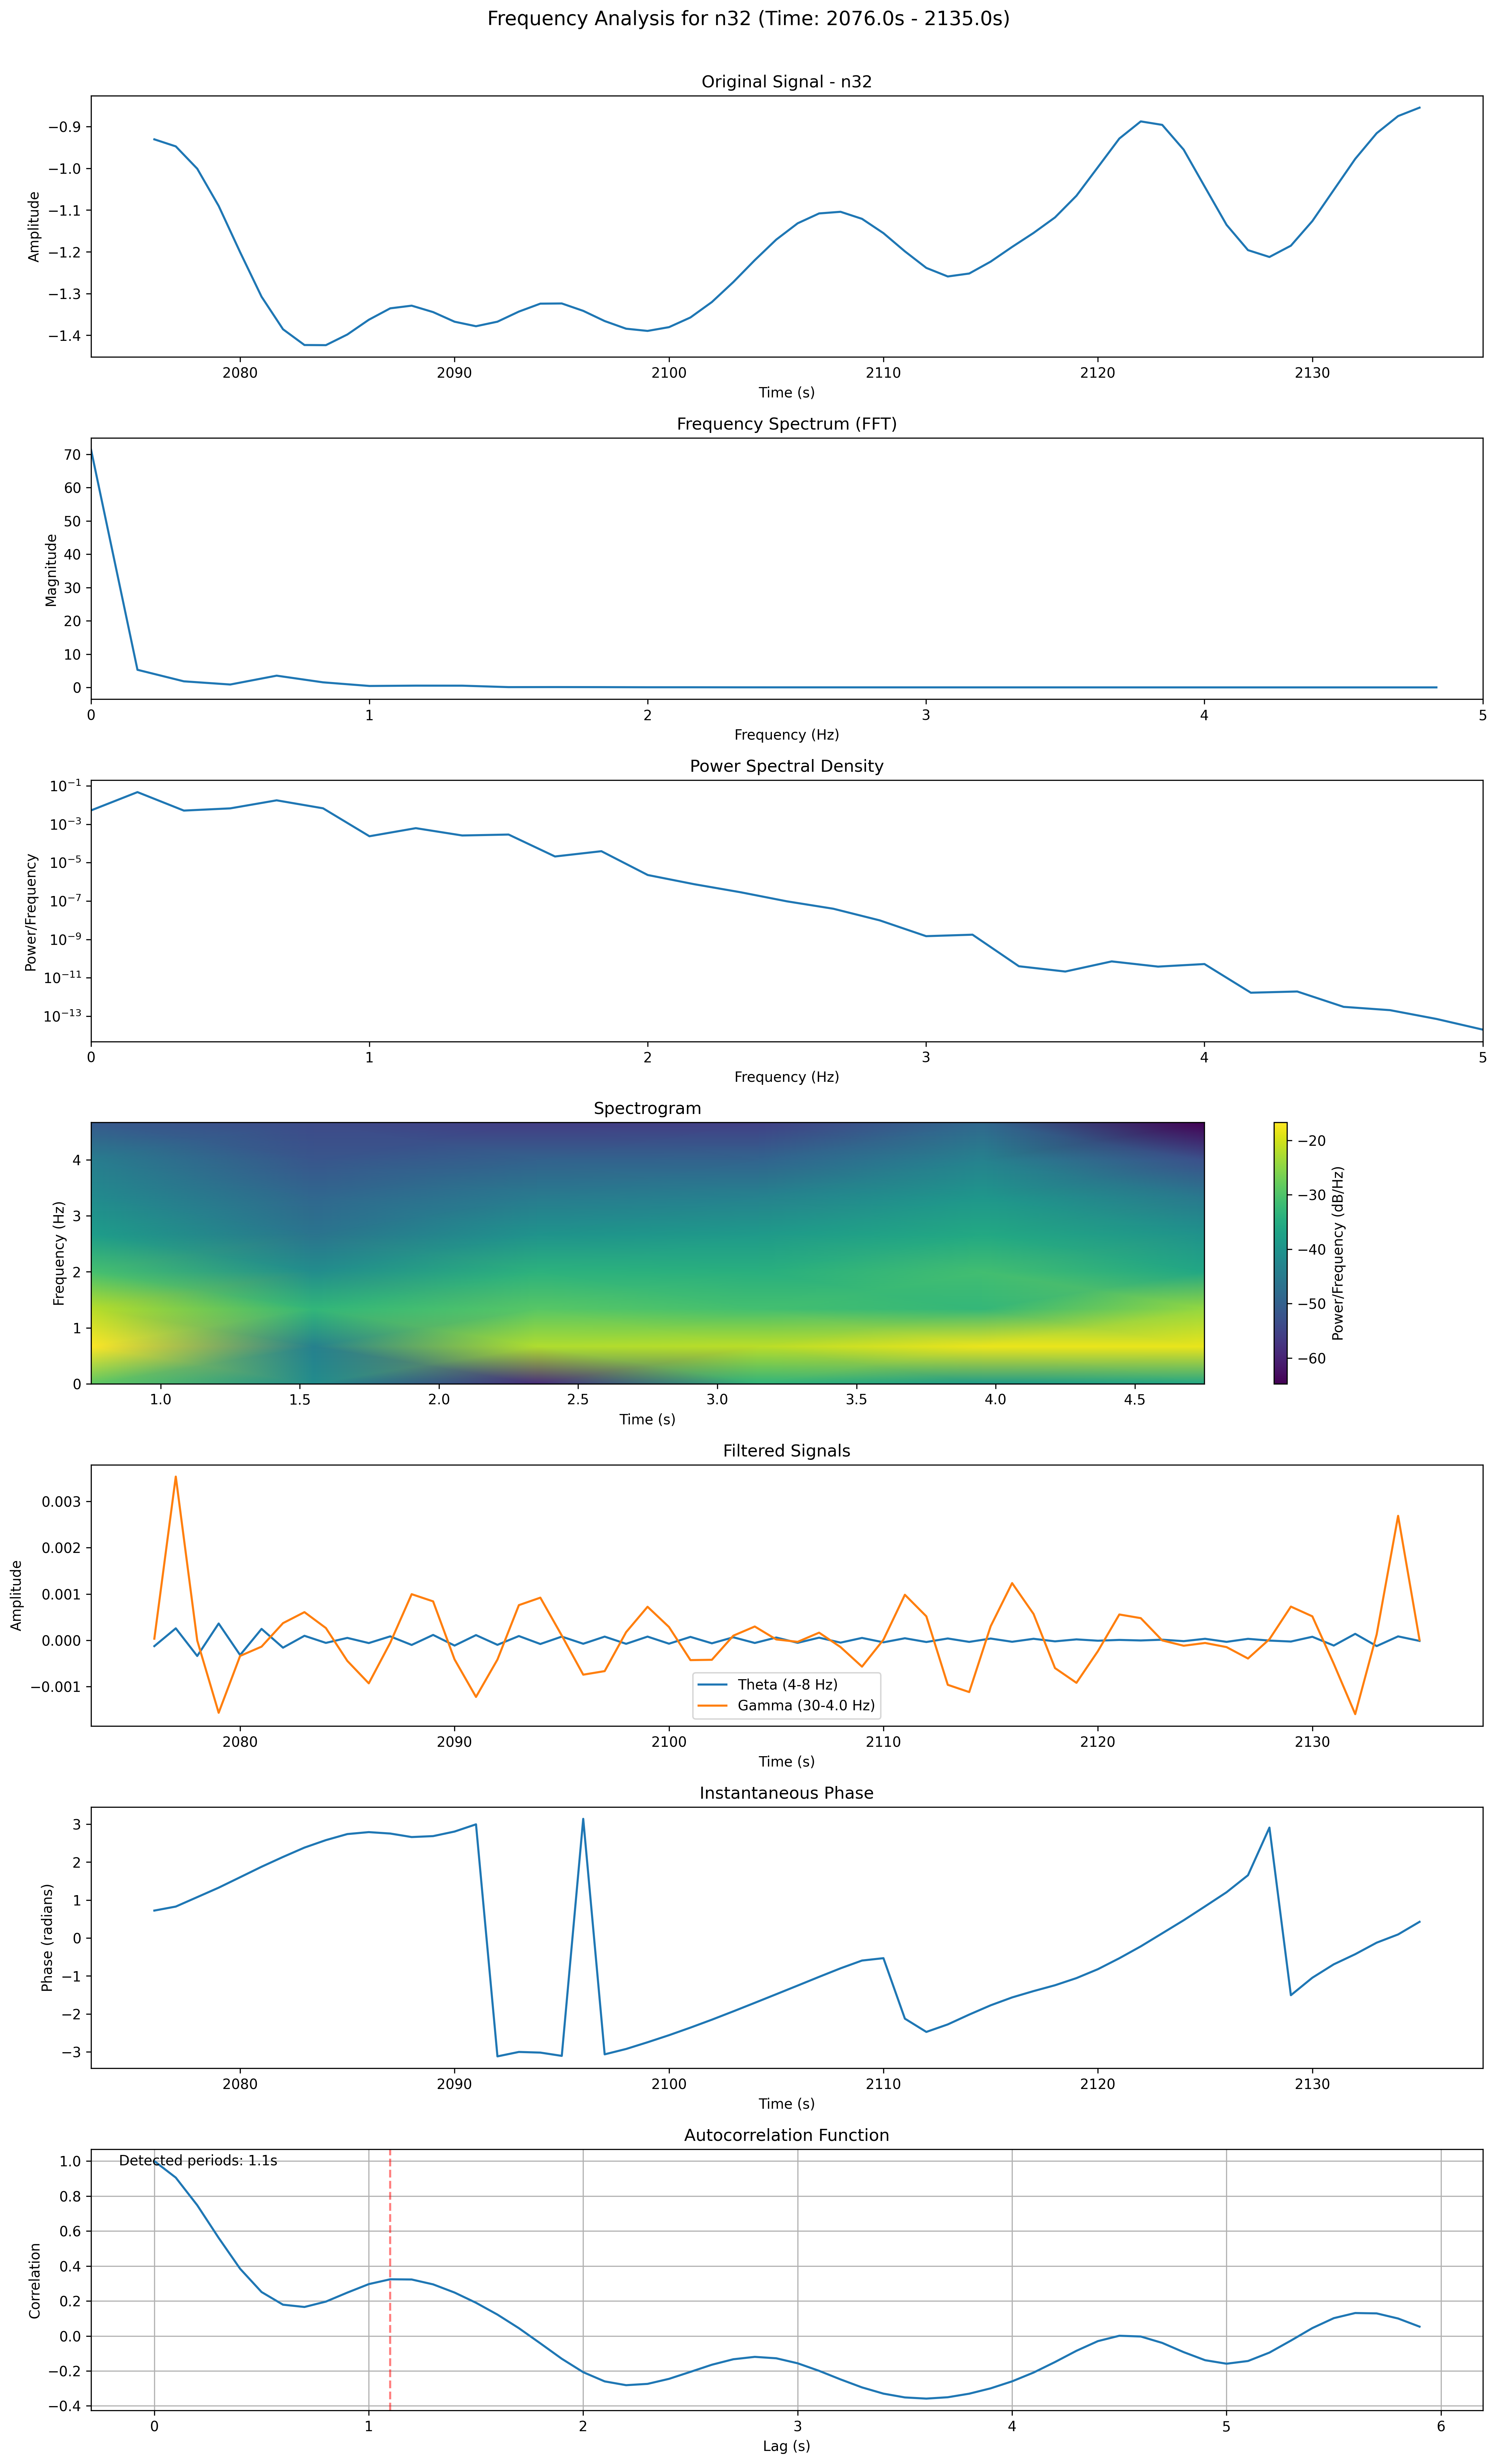 Frequency Analysis for n32 (Time: 2076.0s - 2135.0s)
Original Signal - n32
−0.9
−1.0
−1.1
−1.2
−1.3
−1.4
Amplitude
2080 2090 2100 2110 2120 2130
Time (s)
Frequency Spectrum (FFT)
70
60
50
40
30
20
10
0
Magnitude
0 1 2 3 4 5
Frequency (Hz)
Power Spectral Density
10⁻¹
10⁻³
10⁻⁵
10⁻⁷
10⁻⁹
10⁻¹¹
10⁻¹³
Power/Frequency
0 1 2 3 4 5
Frequency (Hz)
Spectrogram
4
3
2
1
0
Frequency (Hz)
1.0 1.5 2.0 2.5 3.0 3.5 4.0 4.5
Time (s)
−20
−30
−40
−50
−60
Power/Frequency (dB/Hz)
Filtered Signals
0.003
0.002
0.001
0.000
−0.001
Amplitude
Theta (4-8 Hz)
Gamma (30-4.0 Hz)
2080 2090 2100 2110 2120 2130
Time (s)
Instantaneous Phase
3
2
1
0
−1
−2
−3
Phase (radians)
2080 2090 2100 2110 2120 2130
Time (s)
Autocorrelation Function
Detected periods: 1.1s
1.0
0.8
0.6
0.4
0.2
0.0
−0.2
−0.4
Correlation
0 1 2 3 4 5 6
Lag (s)